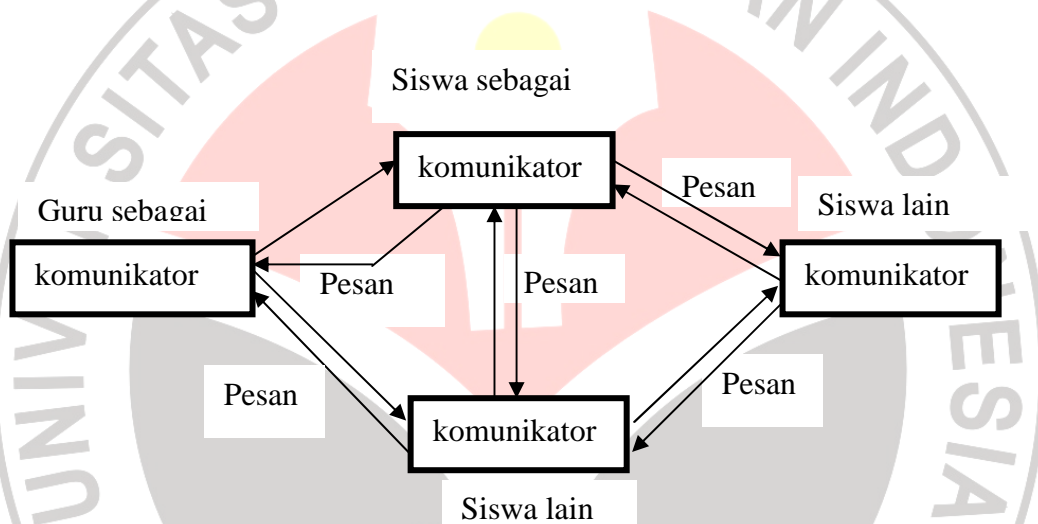 Siswa sebagai
komunikator
Pesan
Guru sebagai
Siswa lain
komunikator
Pesan
Pesan
komunikator
Pesan
Pesan
komunikator
Siswa lain